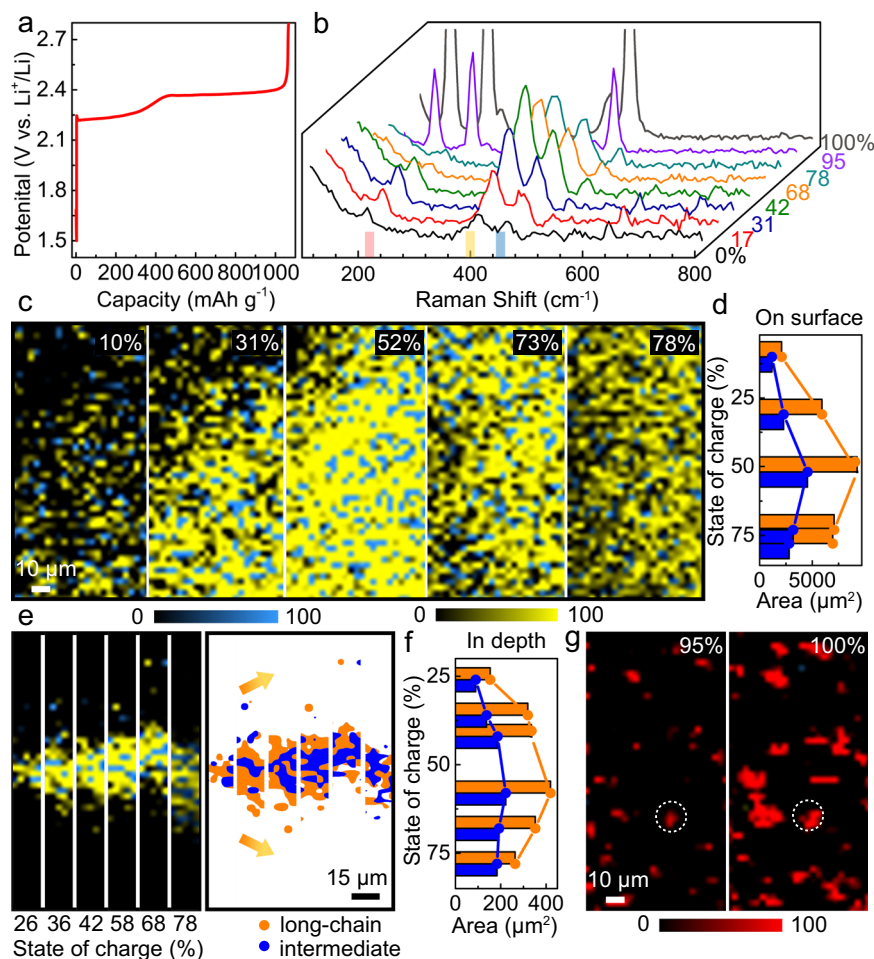 a
Potenital (V vs. Li⁺/Li)
2.7
2.4
2.1
1.8
1.5
0 200 400 600 800 1000
Capacity (mAh g⁻¹)
b
100%
95
78
68
42
31
17
0%
200 400 600 800
Raman Shift (cm⁻¹)
c
10% 31% 52% 73% 78%
10 µm
0 100 0 100
d
On surface
State of charge (%)
25
50
75
0 5000
Area (µm²)
e
26 36 42 58 68 78
State of charge (%)
15 µm
long-chain
intermediate
f
In depth
State of charge (%)
25
50
75
0 200 400
Area (µm²)
g
95% 100%
10 µm
0 100